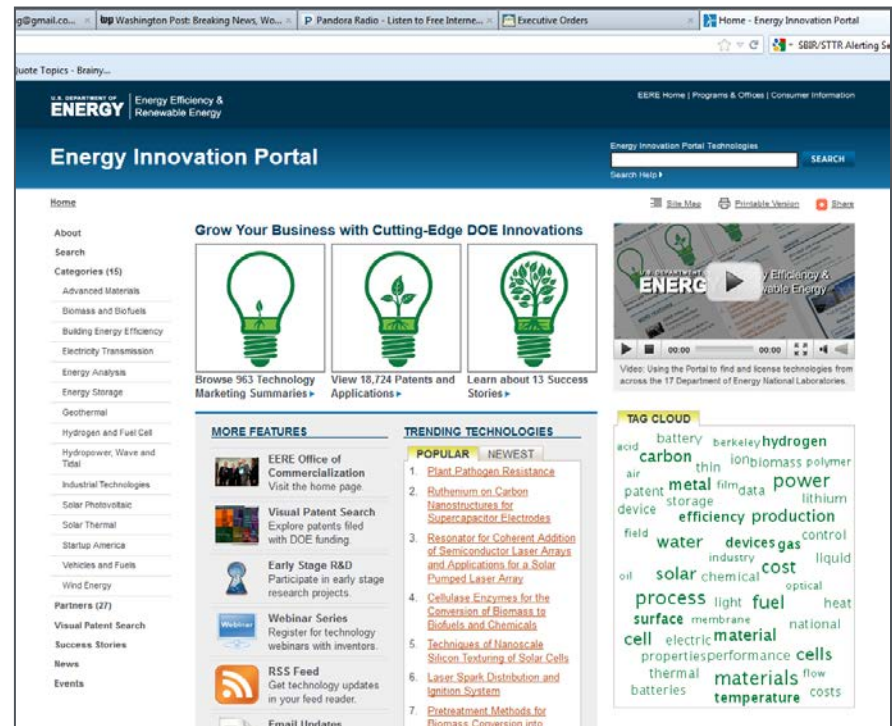 g@gmail.co...
wp Washington Post: Breaking News, Wo...
P Pandora Radio - Listen to Free Interne...
Executive Orders
Home - Energy Innovation Portal
SBIR/STTR Alerting Se
uote Topics - Brainy...
U.S. DEPARTMENT OF
ENERGY
Energy Efficiency &
Renewable Energy
EERE Home | Programs & Offices | Consumer Information
Energy Innovation Portal
Energy Innovation Portal Technologies
SEARCH
Search Help
Home
Site Map
Printable Version
Share
About
Search
Categories (15)
Advanced Materials
Biomass and Biofuels
Building Energy Efficiency
Electricity Transmission
Energy Analysis
Energy Storage
Geothermal
Hydrogen and Fuel Cell
Hydropower, Wave and
Tidal
Industrial Technologies
Solar Photovoltaic
Solar Thermal
Startup America
Vehicles and Fuels
Wind Energy
Partners (27)
Visual Patent Search
Success Stories
News
Events
Grow Your Business with Cutting-Edge DOE Innovations
Browse 963 Technology
Marketing Summaries
View 18,724 Patents and
Applications
Learn about 13 Success
Stories
MORE FEATURES
EERE Office of
Commercialization
Visit the home page.
Visual Patent Search
Explore patents filed
with DOE funding.
Early Stage R&D
Participate in early stage
research projects.
Webinar
Webinar Series
Register for technology
webinars with inventors.
RSS Feed
Get technology updates
in your feed reader.
Email Updates
TRENDING TECHNOLOGIES
POPULAR NEWEST
1. Plant Pathogen Resistance
2. Ruthenium on Carbon
Nanostructures for
Supercapacitor Electrodes
3. Resonator for Coherent Addition
of Semiconductor Laser Arrays
and Applications for a Solar
Pumped Laser Array
4. Cellulase Enzymes for the
Conversion of Biomass to
Biofuels and Chemicals
5. Techniques of Nanoscale
Silicon Texturing of Solar Cells
6. Laser Spark Distribution and
Ignition System
7. Pretreatment Methods for
Biomass Conversion into
U.S. DEPARTMENT
ENERG
y Efficiency &
vable Energy
00:00
00:00
Video: Using the Portal to find and license technologies from
across the 17 Department of Energy National Laboratories.
TAG CLOUD
acid battery berkeley hydrogen
carbon thin ion biomass polymer
air
patent metal film data power
device storage lithium
efficiency production
field water devices gas control
industry liquid
oil solar chemical cost
optical
process light fuel heat
surface membrane national
cell electric material
properties performance cells
thermal materials flow
batteries temperature costs